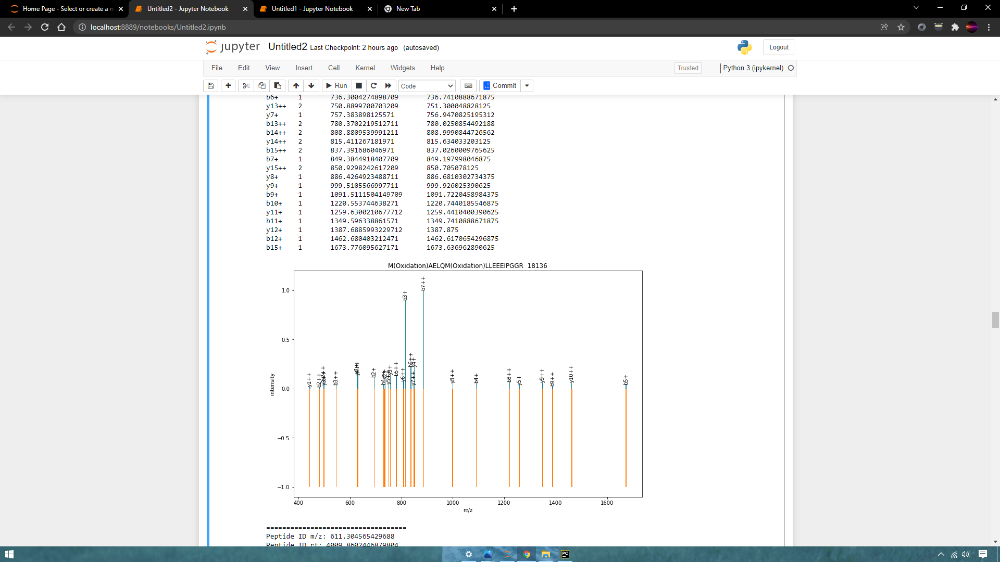 Home Page - Select or create a n
Untitled2 - Jupyter Notebook
Untitled1 - Jupyter Notebook
New Tab
localhost:8889/notebooks/Untitled2.ipynb
jupyter Untitled2 Last Checkpoint: 2 hours ago (autosaved)
Logout
File Edit View Insert Cell Kernel Widgets Help
Trusted
Python 3 (ipykernel)
Run
Code
Commit
b6+ 1 736.3004274898709 736.7410888671875
y13++ 2 750.8899700703209 751.300048828125
y7+ 1 757.383898125571 756.9470825195312
b13++ 2 780.3702219512711 780.0250854492188
b14++ 2 808.8809539991211 808.9990844726562
y14++ 2 815.411267181971 815.634033203125
b15++ 2 837.391686046971 837.0260009765625
b7+ 1 849.3844918407709 849.197998046875
y15++ 2 850.9298242617209 850.705078125
y8+ 1 886.4264923488711 886.6810302734375
y9+ 1 999.5105566997711 999.926025390625
b9+ 1 1091.5111504149709 1091.7220458984375
b10+ 1 1220.553744638271 1220.7440185546875
y11+ 1 1259.6300210677712 1259.4410400390625
b11+ 1 1349.596338861571 1349.7410888671875
y12+ 1 1387.6885993229712 1387.875
b12+ 1 1462.680403212471 1462.6170654296875
b15+ 1 1673.776095627171 1673.636962890625
M(Oxidation)AELQM(Oxidation)LLEEEIPGGR 18136
intensity
1.0
0.5
0.0
−0.5
−1.0
y1++
b2++
b3++
b2+
y3+
b5++
y6++
b3+
b6++
y4+
y7++
b7++
y8++
b4+
b8++
y5+
y9++
b9++
y10++
b5+
400 600 800 1000 1200 1400 1600
m/z
===================================
Peptide ID m/z: 611.304565429688
Peptide ID rt: 4009.8602446879804
PC